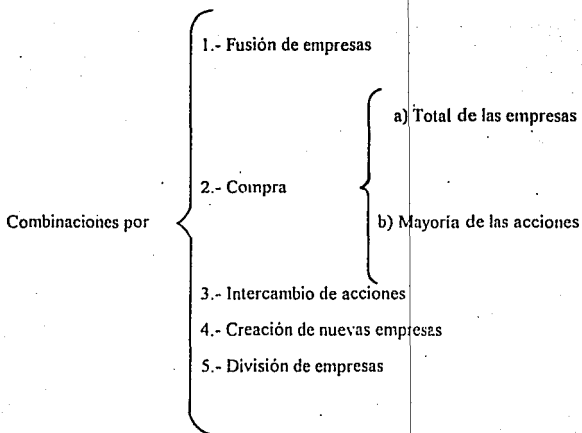 1.- Fusión de empresas
a) Total de las empresas
2.- Compra
Combinaciones por
b) Mayoría de las acciones
3.- Intercambio de acciones
4.- Creación de nuevas empresas
5.- División de empresas